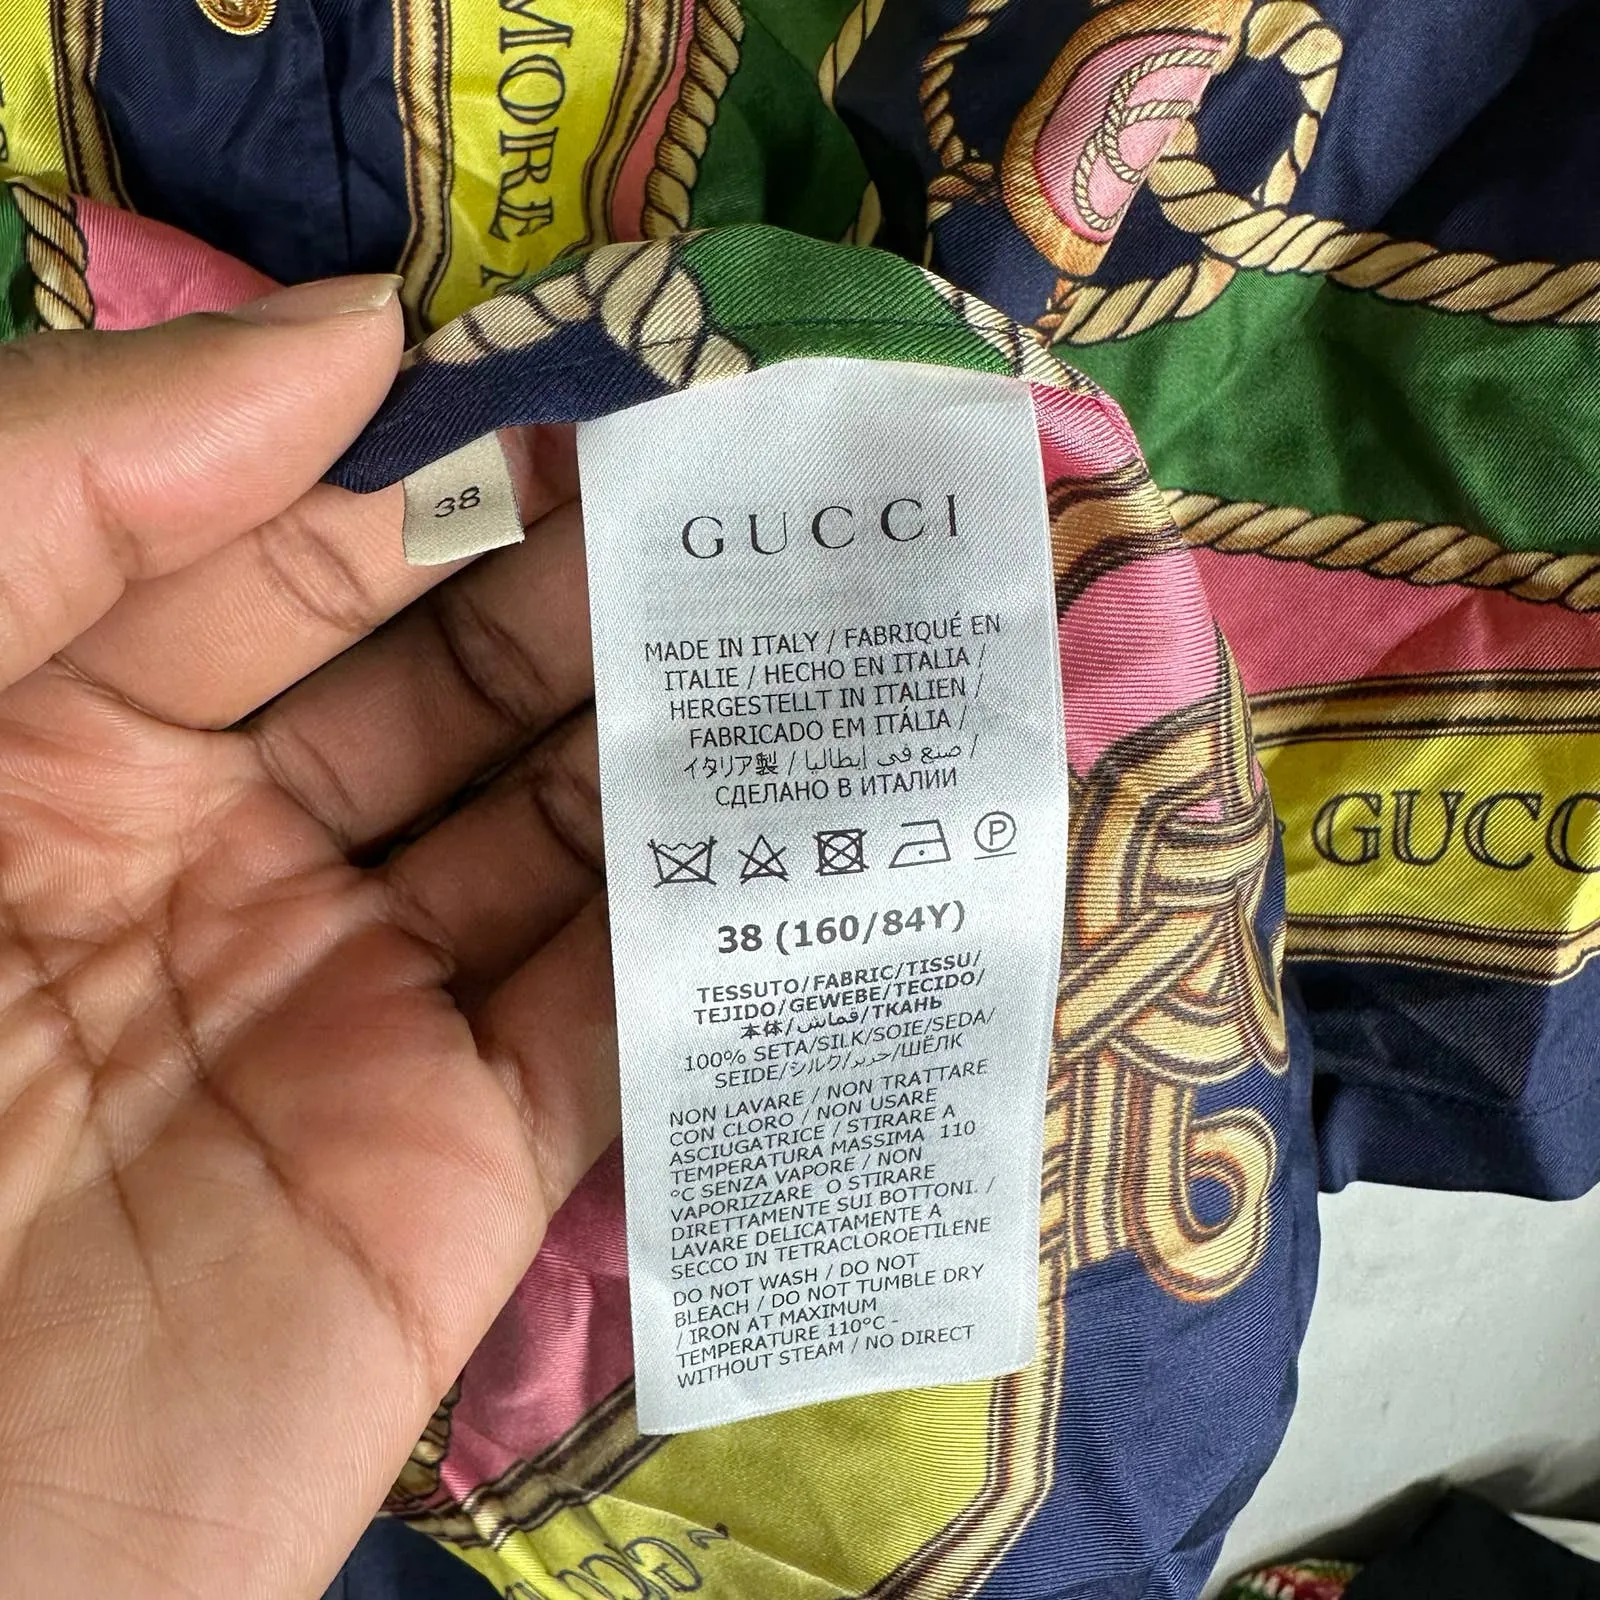 MORE
38
GUCCI
MADE IN ITALY / FABRIQUÉ EN
ITALIE / HECHO EN ITALIA /
HERGESTELLT IN ITALIEN /
FABRICADO EM ITÁLIA /
イタリア製 / صنع في إيطاليا /
СДЕЛАНО В ИТАЛИИ
P
38 (160/84Y)
TESSUTO/FABRIC/TISSU/
TEJIDO/GEWEBE/TECIDO/
本体/قماش/ТКАНЬ
100% SETA/SILK/SOIE/SEDA/
SEIDE/シルク/حرير/ШЁЛК
NON LAVARE / NON TRATTARE
CON CLORO / NON USARE
ASCIUGATRICE / STIRARE A
TEMPERATURA MASSIMA 110
°C SENZA VAPORE / NON
VAPORIZZARE O STIRARE
DIRETTAMENTE SUI BOTTONI. /
LAVARE DELICATAMENTE A
SECCO IN TETRACLOROETILENE
DO NOT WASH / DO NOT
BLEACH / DO NOT TUMBLE DRY
/ IRON AT MAXIMUM
TEMPERATURE 110°C -
WITHOUT STEAM / NO DIRECT
GUCC